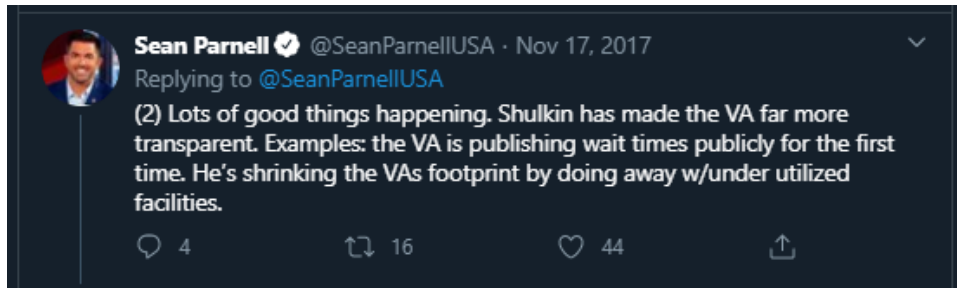 Sean Parnell @SeanParnellUSA · Nov 17, 2017
Replying to @SeanParnellUSA
(2) Lots of good things happening. Shulkin has made the VA far more
transparent. Examples: the VA is publishing wait times publicly for the first
time. He's shrinking the VAs footprint by doing away w/under utilized
facilities.
4 16 44